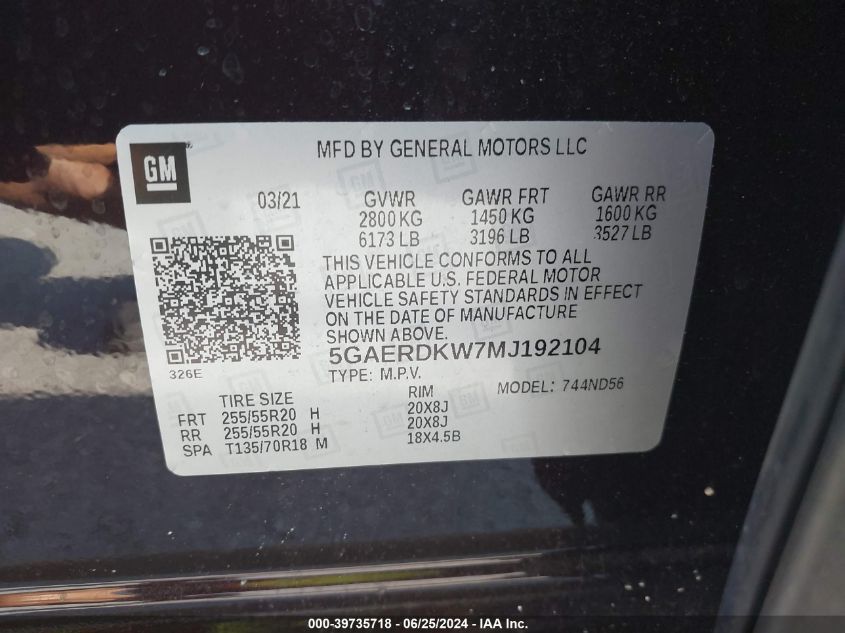 GM
MFD BY GENERAL MOTORS LLC
03/21 GVWR GAWR FRT GAWR RR
2800 KG 1450 KG 1600 KG
6173 LB 3196 LB 3527 LB
THIS VEHICLE CONFORMS TO ALL
APPLICABLE U.S. FEDERAL MOTOR
VEHICLE SAFETY STANDARDS IN EFFECT
ON THE DATE OF MANUFACTURE
SHOWN ABOVE.
326E
5GAERDKW7MJ192104
TYPE: M.P.V. MODEL: 744ND56
TIRE SIZE RIM
FRT 255/55R20 H 20X8J
RR 255/55R20 H 20X8J
SPA T135/70R18 M 18X4.5B
000-39735718 - 06/25/2024 - IAA Inc.